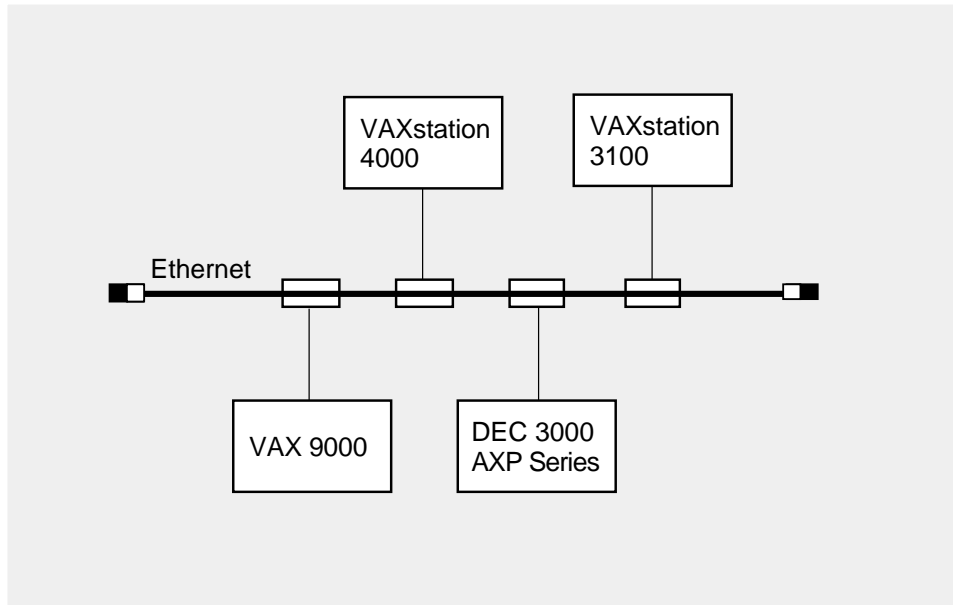 VAXstation
4000
VAXstation
3100
Ethernet
VAX 9000
DEC 3000
AXP Series